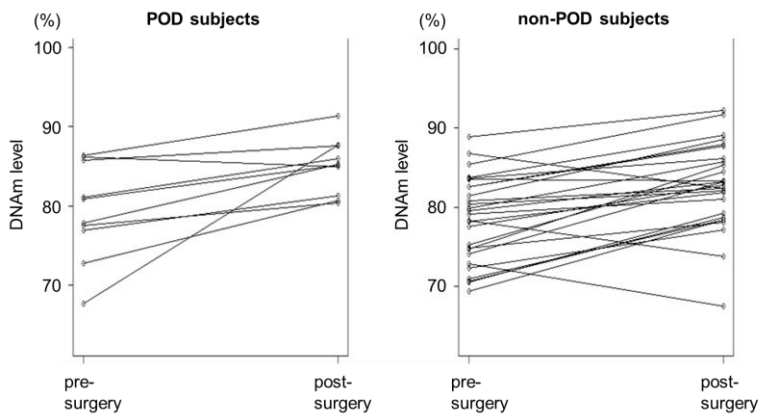 (%) POD subjects
100
90
80
70
DNAm level
pre-
surgery
post-
surgery
(%) non-POD subjects
100
90
80
70
DNAm level
pre-
surgery
post-
surgery